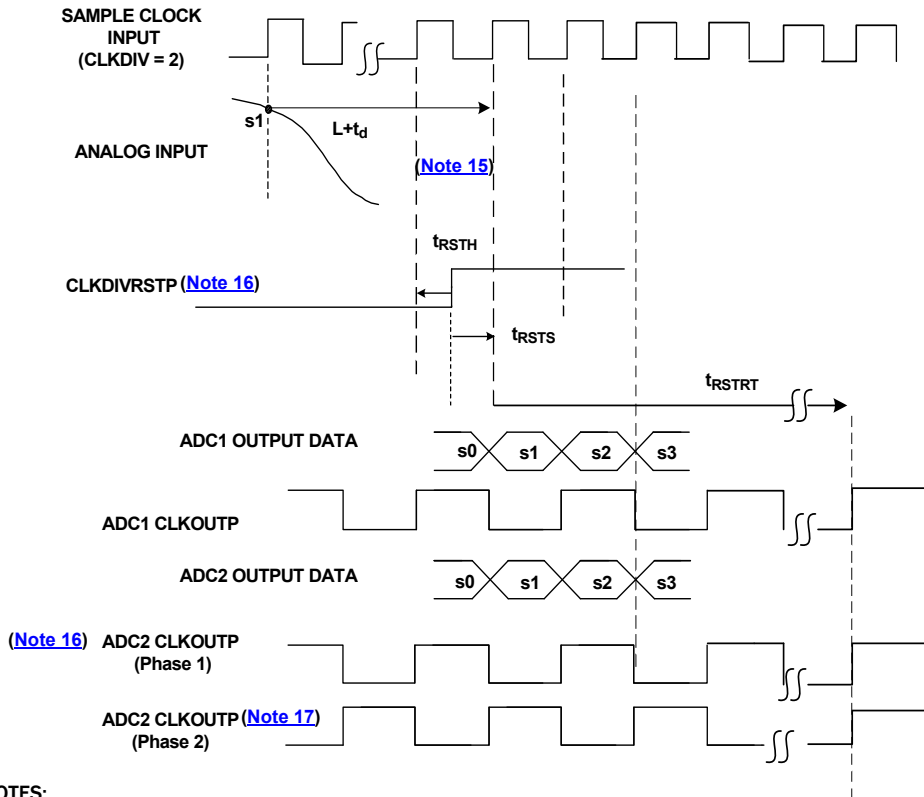 SAMPLE CLOCK
INPUT
(CLKDIV = 2)
s1
L+td
ANALOG INPUT
(Note 15)
tRSTH
CLKDIVRSTP (Note 16)
tRSTS
tRSTRT
ADC1 OUTPUT DATA
s0 s1 s2 s3
ADC1 CLKOUTP
ADC2 OUTPUT DATA
s0 s1 s2 s3
(Note 16) ADC2 CLKOUTP
(Phase 1)
ADC2 CLKOUTP (Note 17)
(Phase 2)
OTES: